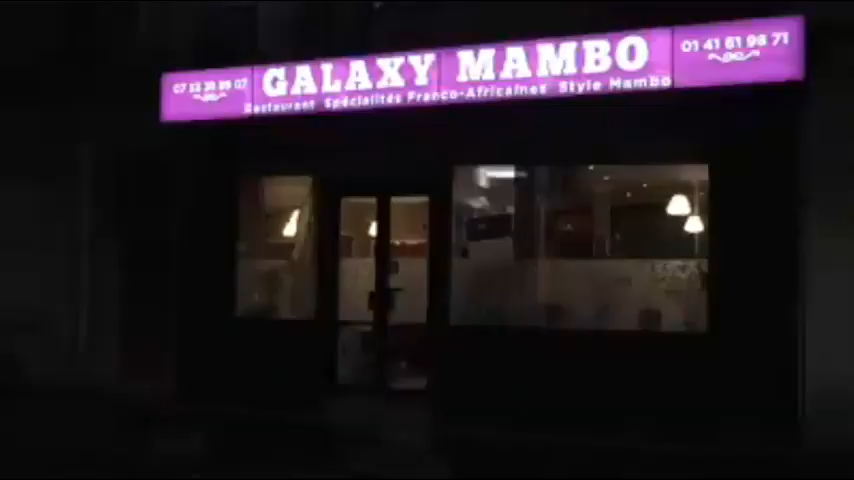 GALAXY MAMBO
Restaurant Spécialités Franco-Africaines Style Mambo
01 41 61 98 71